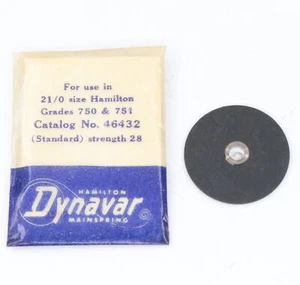 For use in
21/0 size Hamilton
Grades 750 & 751
Catalog No. 46432
(Standard) strength 28
HAMILTON
Dynavar
MAINSPRING